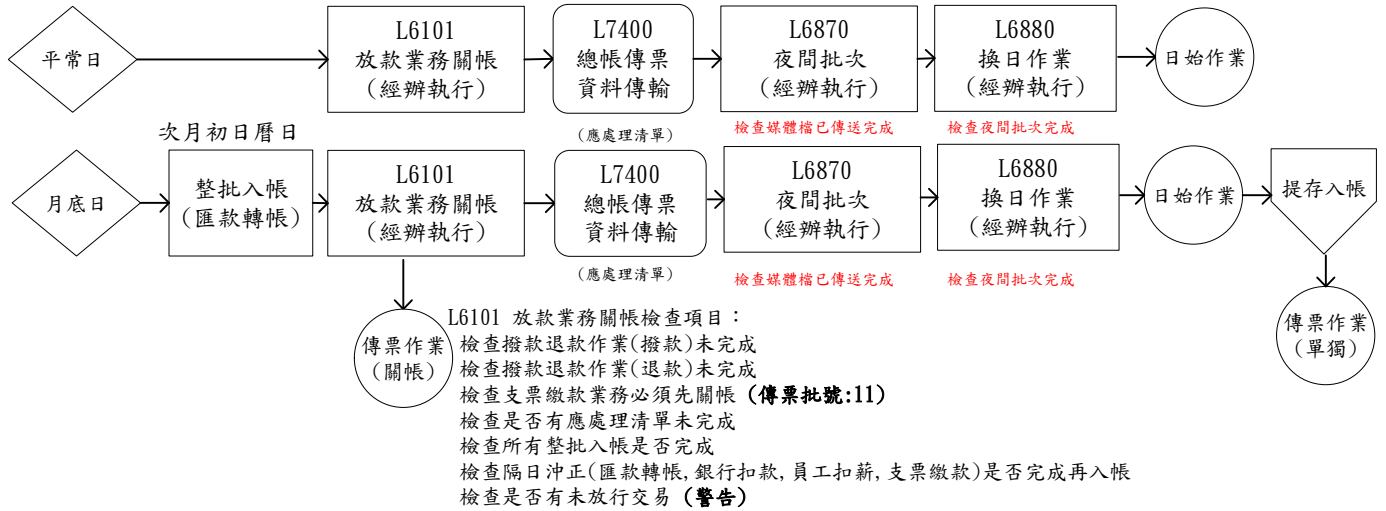 平常日
L6101
放款業務關帳
(經辦執行)
L7400
總帳傳票
資料傳輸
(應處理清單)
L6870
夜間批次
(經辦執行)
檢查媒體檔已傳送完成
L6880
換日作業
(經辦執行)
檢查夜間批次完成
日始作業
次月初日曆日
月底日
整批入帳
(匯款轉帳)
L6101
放款業務關帳
(經辦執行)
L7400
總帳傳票
資料傳輸
(應處理清單)
L6870
夜間批次
(經辦執行)
檢查媒體檔已傳送完成
L6880
換日作業
(經辦執行)
檢查夜間批次完成
日始作業
提存入帳
傳票作業
(關帳)
傳票作業
(單獨)
L6101 放款業務關帳檢查項目：
檢查撥款退款作業(撥款)未完成
檢查撥款退款作業(退款)未完成
檢查支票繳款業務必須先關帳 (傳票批號:11)
檢查是否有應處理清單未完成
檢查所有整批入帳是否完成
檢查隔日沖正(匯款轉帳,銀行扣款,員工扣薪,支票繳款)是否完成再入帳
檢查是否有未放行交易 (警告)